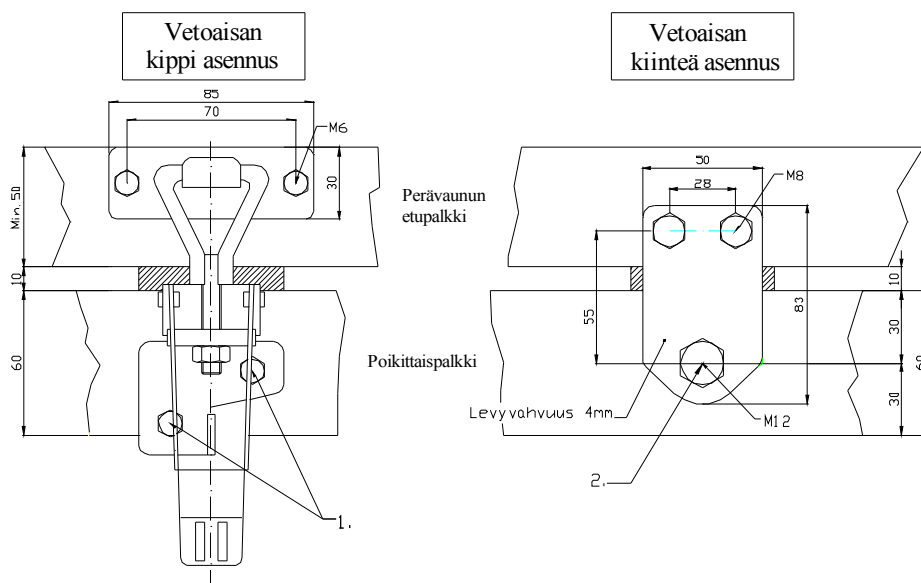 Vetoaisan
kippi asennus
Vetoaisan
kiinteä asennus
85
70
M6
30
Min.50
10
60
Perävaunun
etupalkki
Poikittaispalkki
1.
50
28
M8
55
83
10
30
30
60
Levyvahvuus 4mm
M12
2.